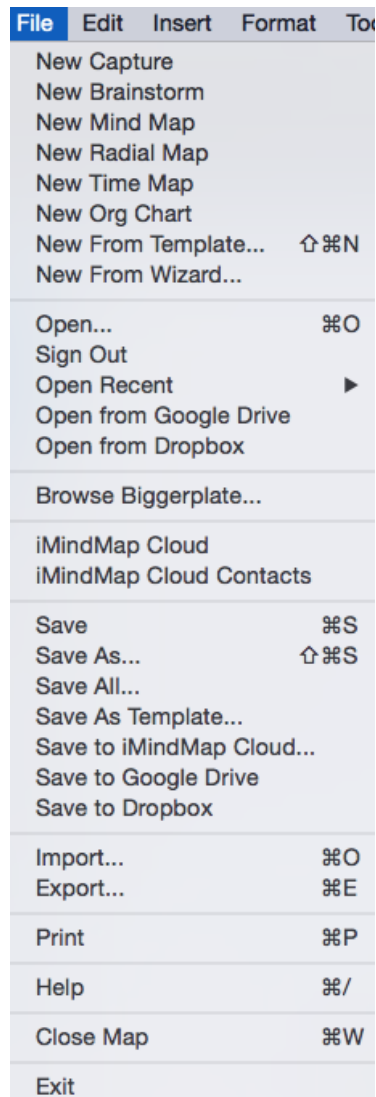 File Edit Insert Format Too
New Capture
New Brainstorm
New Mind Map
New Radial Map
New Time Map
New Org Chart
New From Template... ⇧⌘N
New From Wizard...
Open... ⌘O
Sign Out
Open Recent ▶
Open from Google Drive
Open from Dropbox
Browse Biggerplate...
iMindMap Cloud
iMindMap Cloud Contacts
Save ⌘S
Save As... ⇧⌘S
Save All...
Save As Template...
Save to iMindMap Cloud...
Save to Google Drive
Save to Dropbox
Import... ⌘O
Export... ⌘E
Print ⌘P
Help ⌘/
Close Map ⌘W
Exit